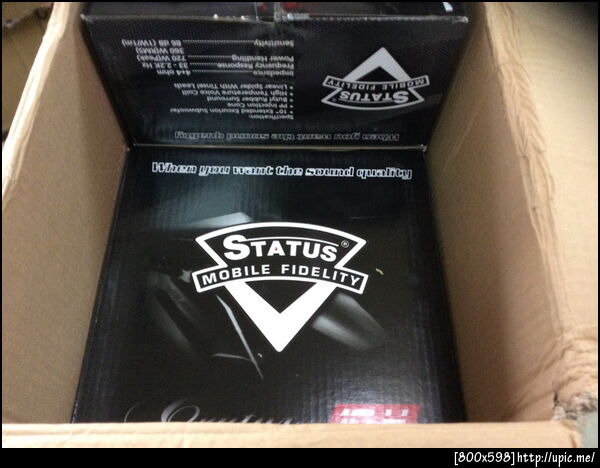 Specification:
• 10" Extended Excursion Subwoofer
PP Injection Cone
• Butyl Rubber Surround
• High Temperature Voice Coil
• Linear Spider With Tinsel Leads
Impedance 4+4 ohm
Frequency Response 33 - 2.2K Hz
Power Handling 720 W(Peak)
360 W(RMS)
Sensitivity 86 dB (1W/1m)
STATUS
MOBILE FIDELITY
When you want the sound quality
When you want the sound quality
STATUS®
MOBILE FIDELITY
[800x598]http://upic.me/